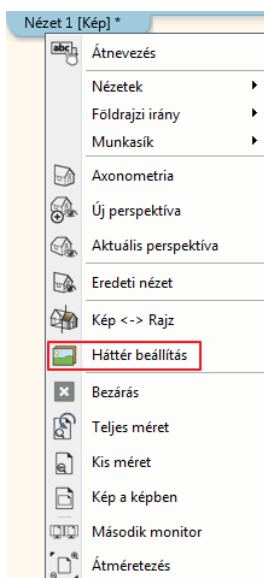 Nézet 1 [Kép] *
abc
Átnevezés
Nézetek
Földrajzi irány
Munkasík
Axonometria
Új perspektíva
Aktuális perspektíva
Eredeti nézet
Kép <-> Rajz
Háttér beállítás
Bezárás
Teljes méret
Kis méret
Kép a képben
Második monitor
Átméretezés